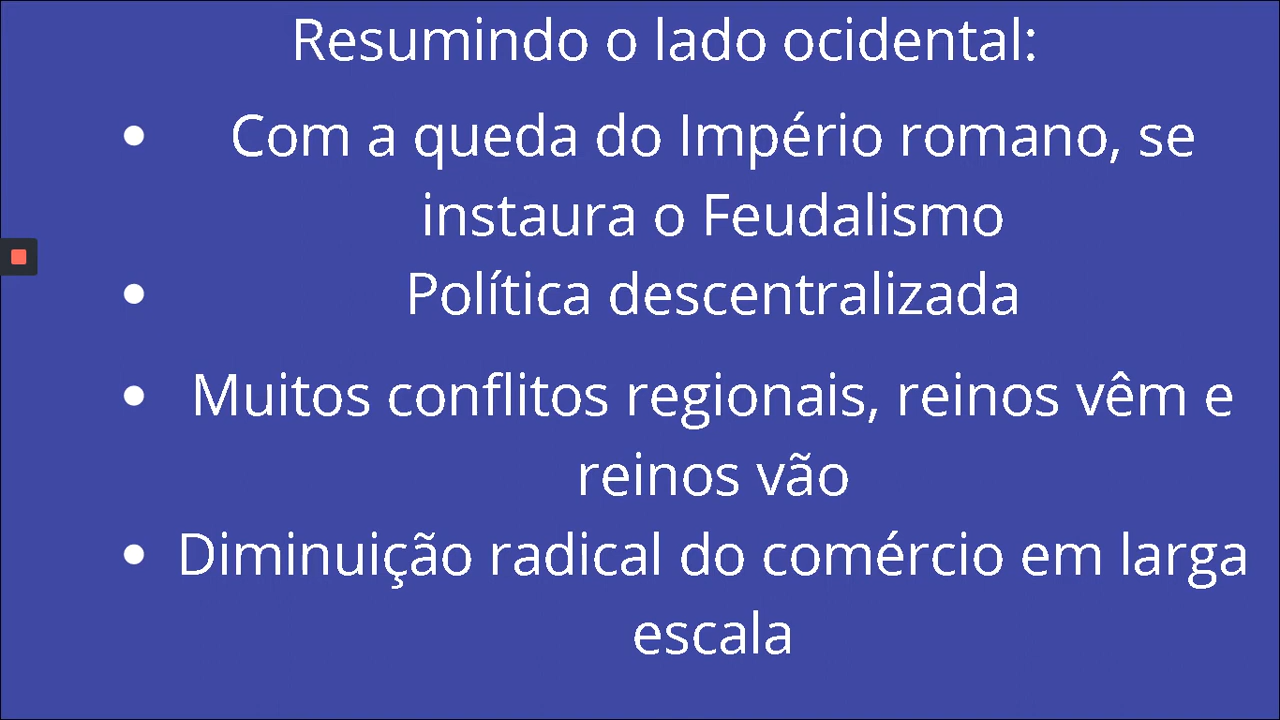 Resumindo o lado ocidental:
• Com a queda do Império romano, se
instaura o Feudalismo
• Política descentralizada
• Muitos conflitos regionais, reinos vêm e
reinos vão
• Diminuição radical do comércio em larga
escala